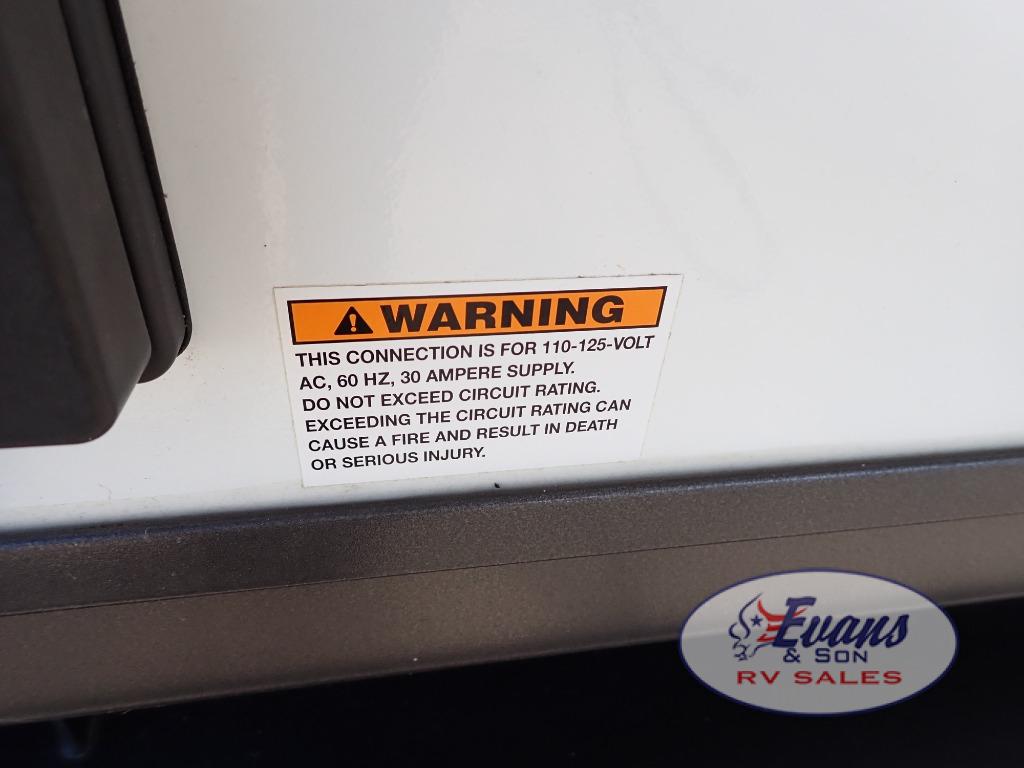 WARNING
THIS CONNECTION IS FOR 110-125-VOLT
AC, 60 HZ, 30 AMPERE SUPPLY.
DO NOT EXCEED CIRCUIT RATING.
EXCEEDING THE CIRCUIT RATING CAN
CAUSE A FIRE AND RESULT IN DEATH
OR SERIOUS INJURY.
Evans
& SON
RV SALES